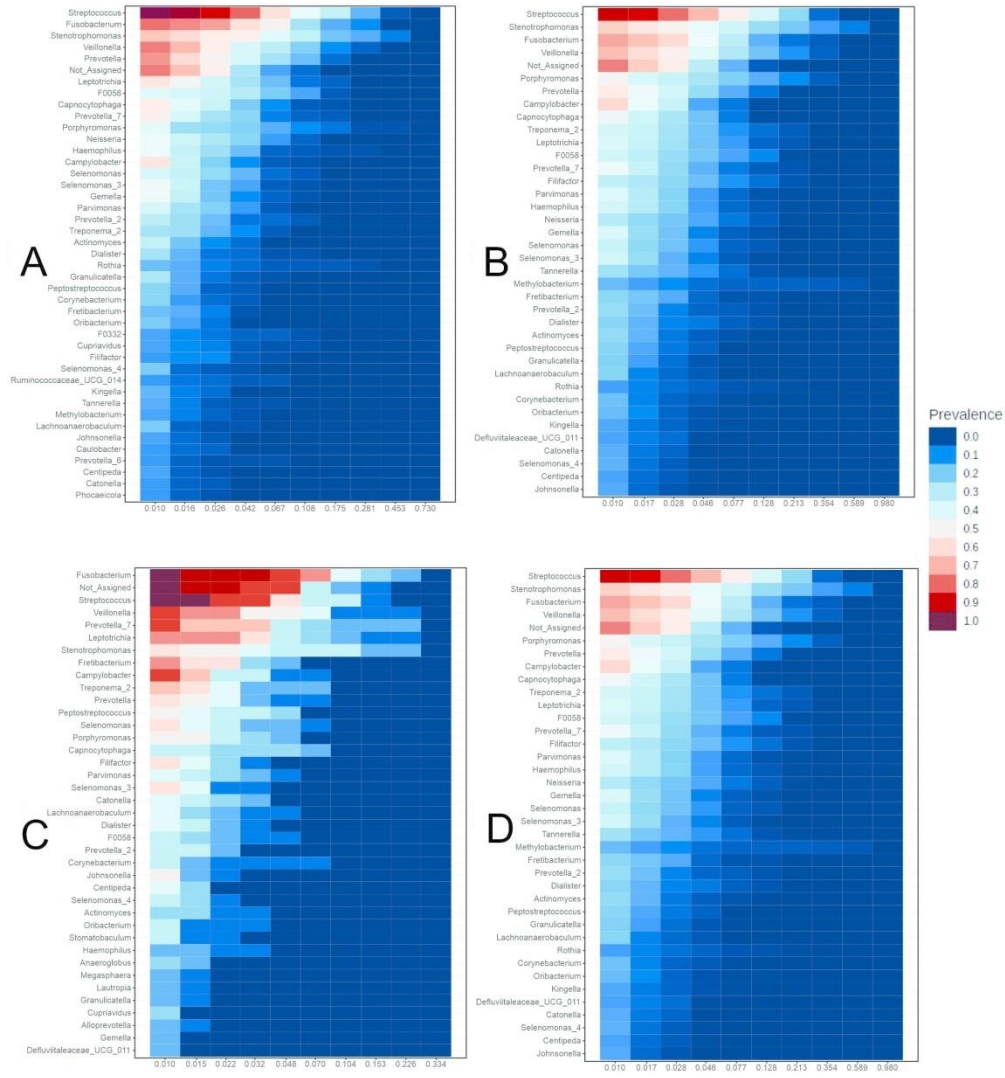 A
Streptococcus
Fusobacterium
Stenotrophomonas
Veillonella
Prevotella
Not_Assigned
Leptotrichia
F0058
Capnocytophaga
Prevotella_7
Porphyromonas
Neisseria
Haemophilus
Campylobacter
Selenomonas
Selenomonas_3
Gemella
Parvimonas
Prevotella_2
Treponema_2
Actinomyces
Dialister
Rothia
Granulicatella
Peptostreptococcus
Corynebacterium
Fretibacterium
Oribacterium
F0332
Cupriavidus
Filifactor
Selenomonas_4
Ruminococcaceae_UCG_014
Kingella
Tannerella
Methylobacterium
Lachnoanaerobaculum
Johnsonella
Caulobacter
Prevotella_6
Centipeda
Catonella
Phocaeicola
0.010 0.016 0.026 0.042 0.067 0.108 0.175 0.281 0.453 0.730
B
Streptococcus
Stenotrophomonas
Fusobacterium
Veillonella
Not_Assigned
Porphyromonas
Prevotella
Campylobacter
Capnocytophaga
Treponema_2
Leptotrichia
F0058
Prevotella_7
Filifactor
Parvimonas
Haemophilus
Neisseria
Gemella
Selenomonas
Selenomonas_3
Tannerella
Methylobacterium
Fretibacterium
Prevotella_2
Dialister
Actinomyces
Peptostreptococcus
Granulicatella
Lachnoanaerobaculum
Rothia
Corynebacterium
Oribacterium
Kingella
Defluviitaleaceae_UCG_011
Catonella
Selenomonas_4
Centipeda
Johnsonella
0.010 0.017 0.028 0.046 0.077 0.128 0.213 0.354 0.589 0.980
Prevalence
0.0
0.1
0.2
0.3
0.4
0.5
0.6
0.7
0.8
0.9
1.0
C
Fusobacterium
Not_Assigned
Streptococcus
Veillonella
Prevotella_7
Leptotrichia
Stenotrophomonas
Fretibacterium
Campylobacter
Treponema_2
Prevotella
Peptostreptococcus
Selenomonas
Porphyromonas
Capnocytophaga
Filifactor
Parvimonas
Selenomonas_3
Catonella
Lachnoanaerobaculum
Dialister
F0058
Prevotella_2
Corynebacterium
Johnsonella
Centipeda
Selenomonas_4
Actinomyces
Oribacterium
Stomatobaculum
Haemophilus
Anaeroglobus
Megasphaera
Lautropia
Granulicatella
Cupriavidus
Alloprevotella
Gemella
Defluviitaleaceae_UCG_011
0.010 0.015 0.022 0.032 0.048 0.070 0.104 0.153 0.226 0.334
D
Streptococcus
Stenotrophomonas
Fusobacterium
Veillonella
Not_Assigned
Porphyromonas
Prevotella
Campylobacter
Capnocytophaga
Treponema_2
Leptotrichia
F0058
Prevotella_7
Filifactor
Parvimonas
Haemophilus
Neisseria
Gemella
Selenomonas
Selenomonas_3
Tannerella
Methylobacterium
Fretibacterium
Prevotella_2
Dialister
Actinomyces
Peptostreptococcus
Granulicatella
Lachnoanaerobaculum
Rothia
Corynebacterium
Oribacterium
Kingella
Defluviitaleaceae_UCG_011
Catonella
Selenomonas_4
Centipeda
Johnsonella
0.010 0.017 0.028 0.046 0.077 0.128 0.213 0.354 0.589 0.980